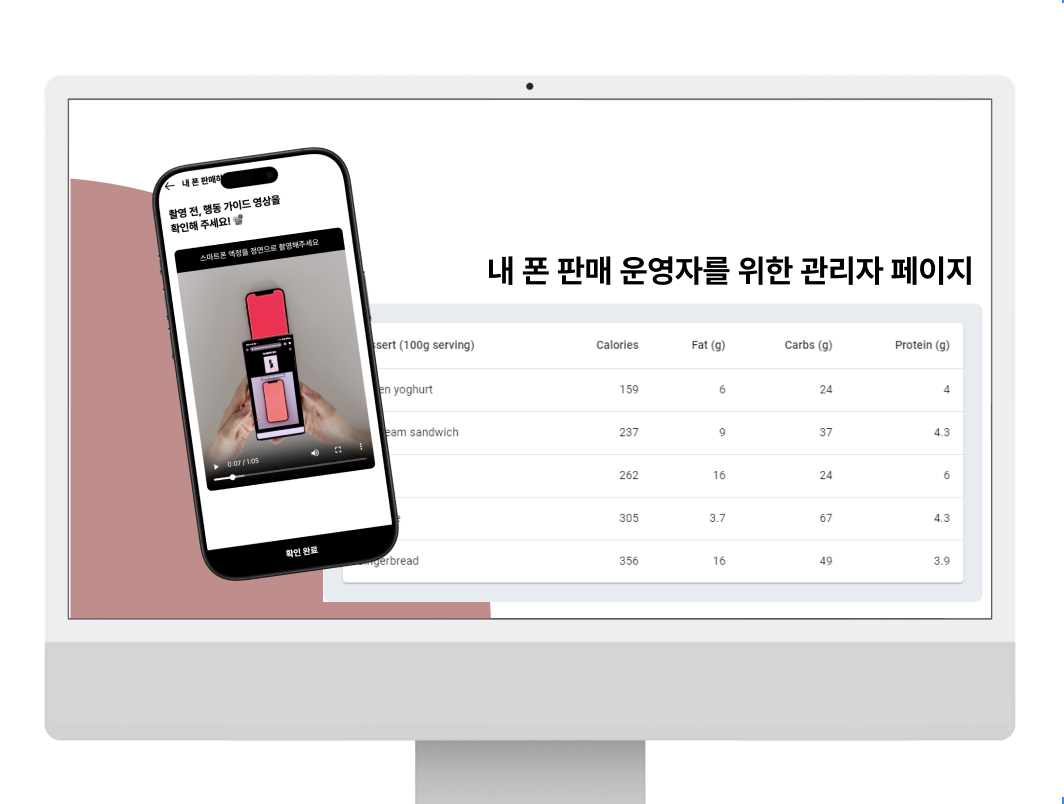 내 폰 판매하
촬영 전, 행동 가이드 영상을
확인해 주세요!
스마트폰 액정을 정면으로 촬영해주세요
0:07 / 1:05
확인 완료
내 폰 판매 운영자를 위한 관리자 페이지
ssert (100g serving) Calories Fat (g) Carbs (g) Protein (g)
en yoghurt 159 6 24 4
eam sandwich 237 9 37 4.3
262 16 24 6
e 305 3.7 67 4.3
ngerbread 356 16 49 3.9